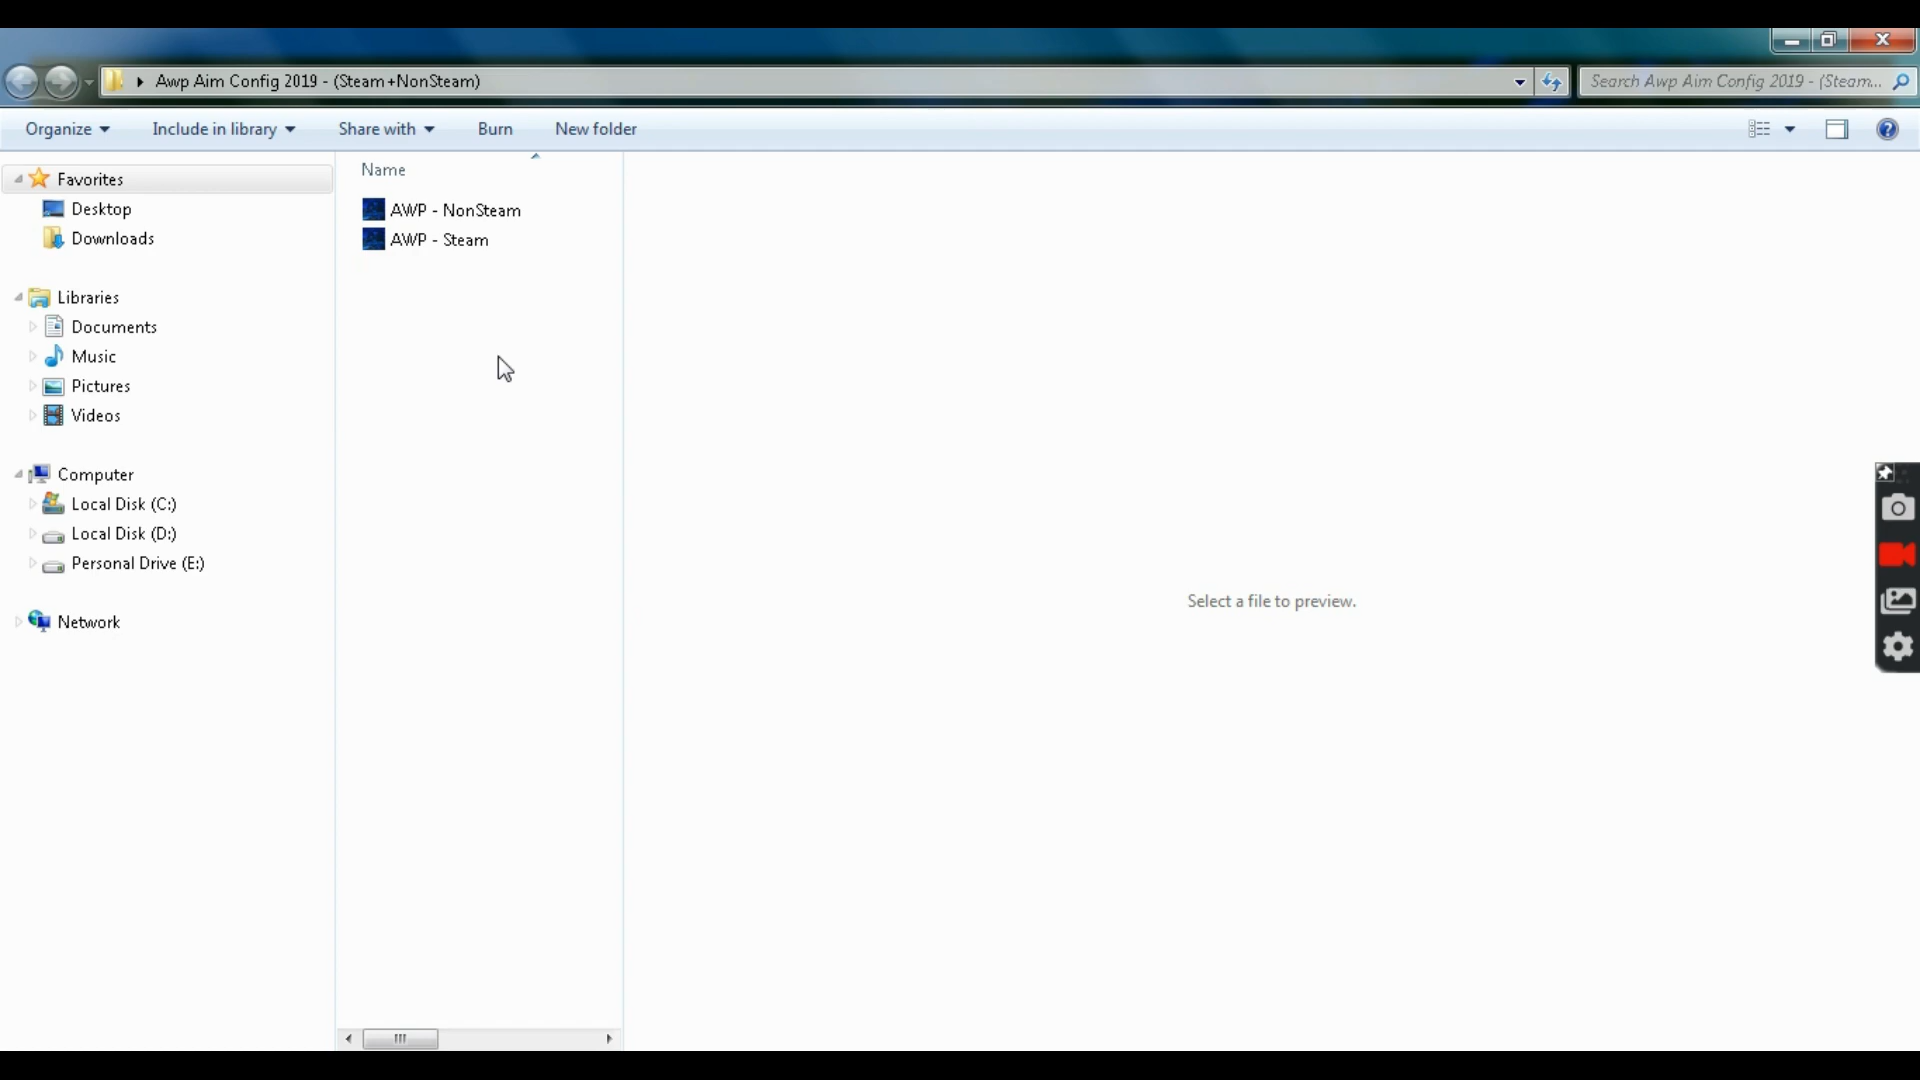 Awp Aim Config 2019 - (Steam+NonSteam)
Search Awp Aim Config 2019 - (Steam...
Organize
Include in library
Share with
Burn
New folder
Favorites
Desktop
Downloads
Libraries
Documents
Music
Pictures
Videos
Computer
Local Disk (C:)
Local Disk (D:)
Personal Drive (E:)
Network
Name
AWP - NonSteam
AWP - Steam
Select a file to preview.